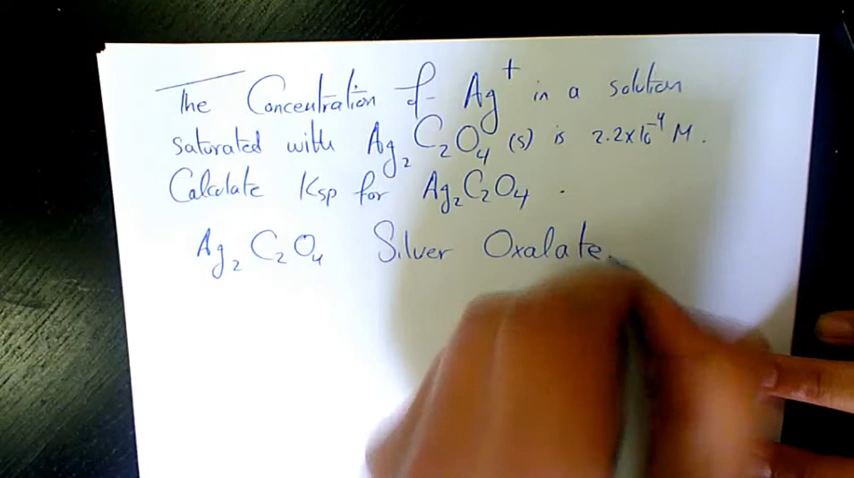 The Concentration of Ag⁺ in a solution
saturated with Ag₂C₂O₄ (s) is 2.2x10⁻⁴ M.
Calculate Ksp for Ag₂C₂O₄.
Ag₂C₂O₄ Silver Oxalate